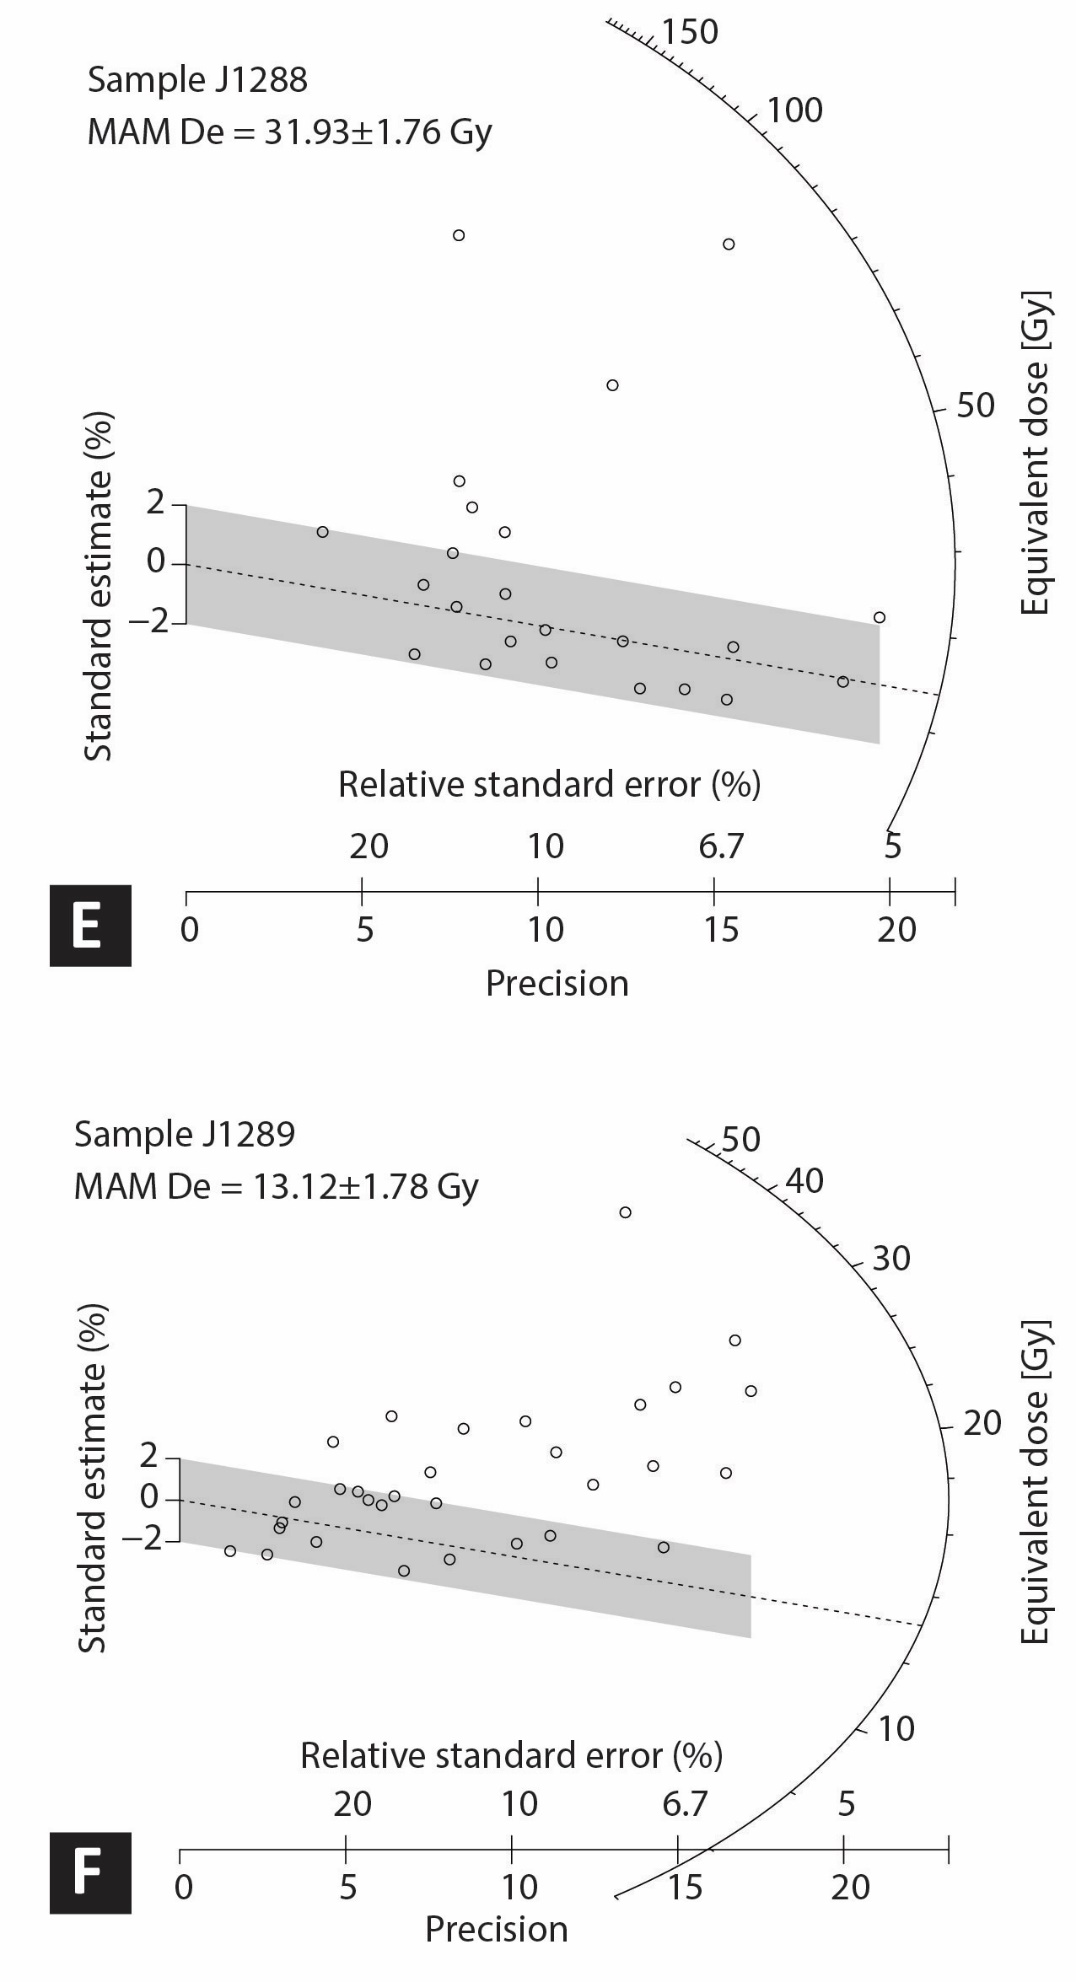 Sample J1288
MAM De = 31.93±1.76 Gy
150
100
50
Equivalent dose [Gy]
Standard estimate (%)
2
0
−2
Relative standard error (%)
20 10 6.7 5
E
0 5 10 15 20
Precision
Sample J1289
MAM De = 13.12±1.78 Gy
50
40
30
20
10
Equivalent dose [Gy]
Standard estimate (%)
2
0
−2
Relative standard error (%)
20 10 6.7 5
F
0 5 10 15 20
Precision